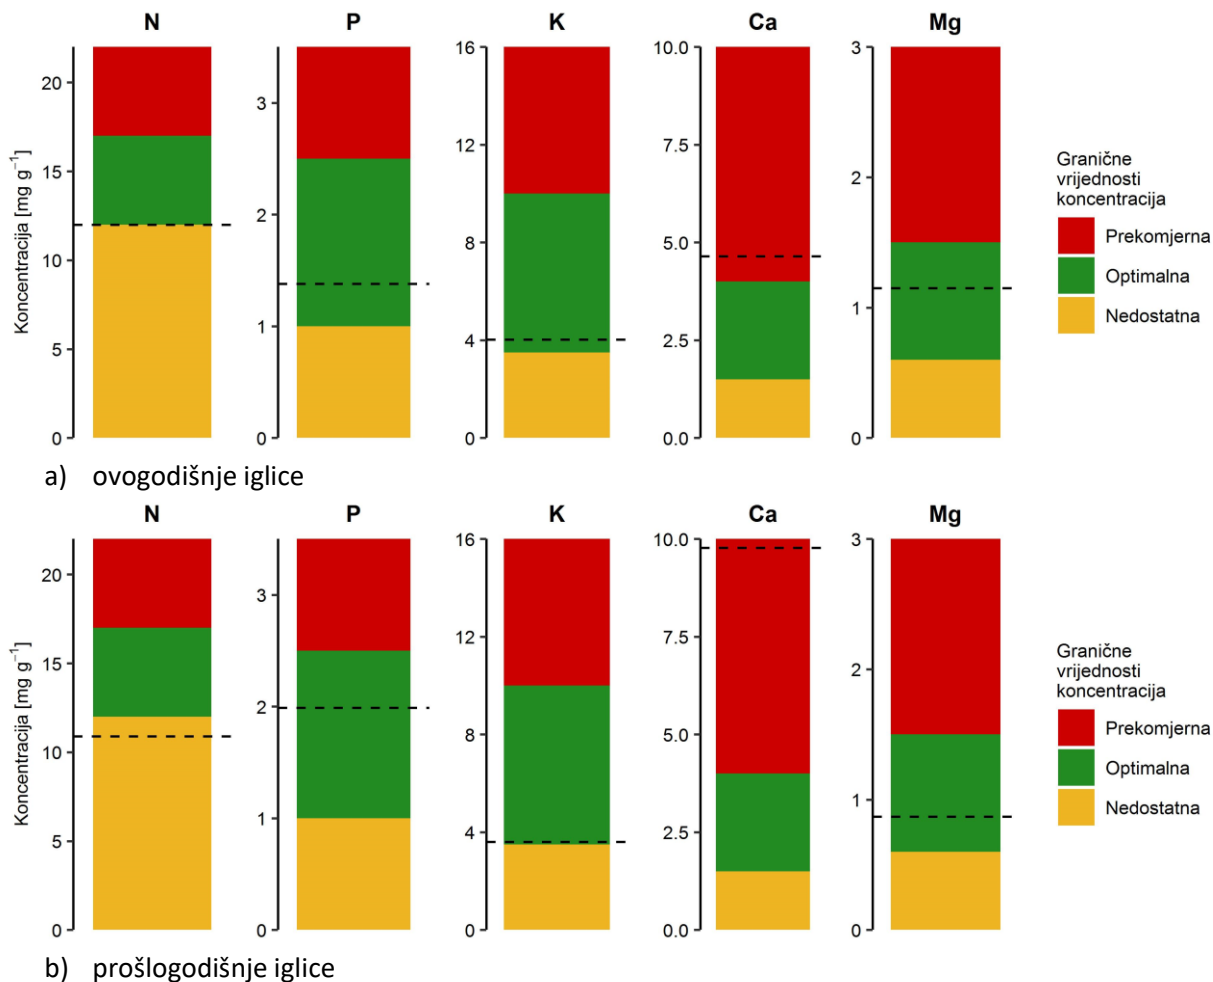 N P K Ca Mg
Koncentracija [mg g⁻¹]
20
15
10
5
0
3
2
1
0
16
12
8
4
0
10.0
7.5
5.0
2.5
0.0
3
2
1
0
Granične
vrijednosti
koncentracija
Prekomjerna
Optimalna
Nedostatna
a) ovogodišnje iglice
N P K Ca Mg
Koncentracija [mg g⁻¹]
20
15
10
5
0
3
2
1
0
16
12
8
4
0
10.0
7.5
5.0
2.5
0.0
3
2
1
0
Granične
vrijednosti
koncentracija
Prekomjerna
Optimalna
Nedostatna
b) prošlogodišnje iglice